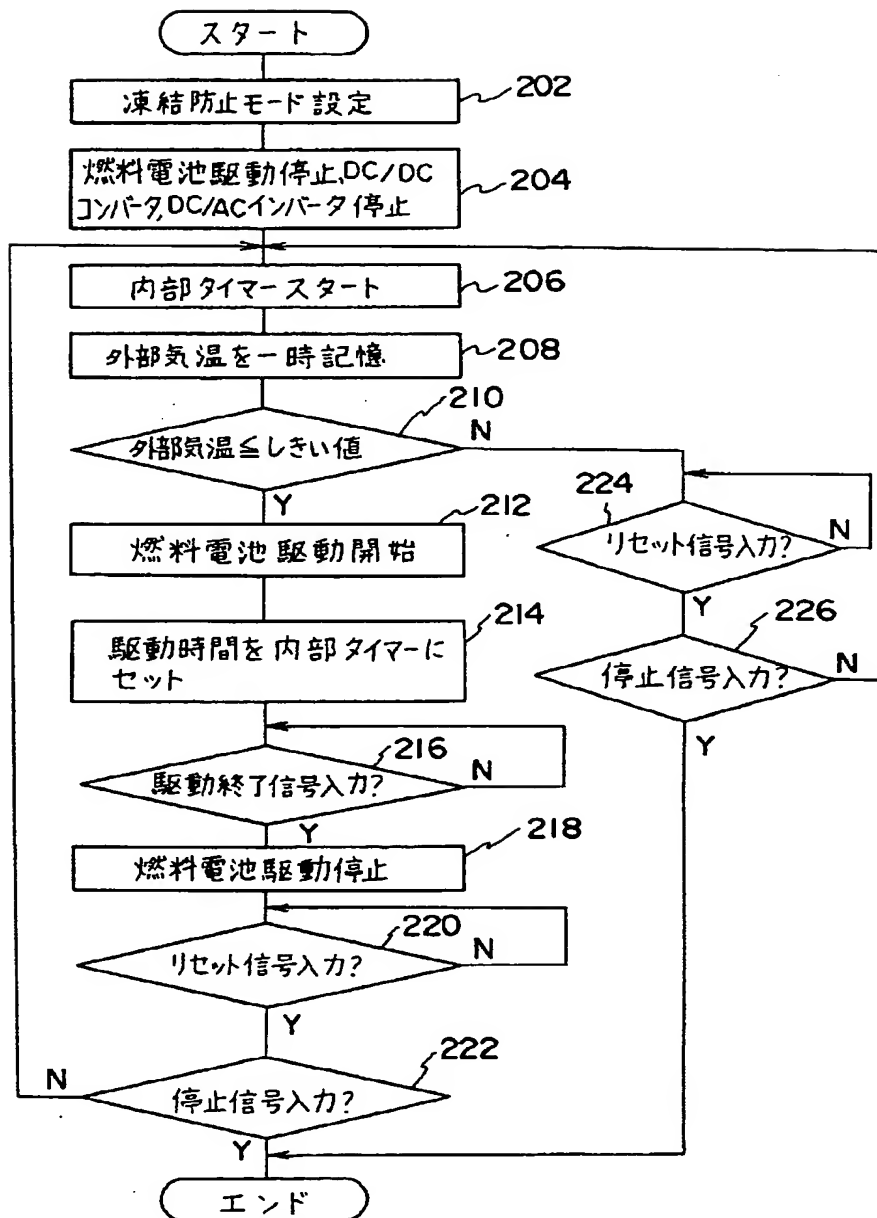 スタート
凍結防止モード設定
202
燃料電池駆動停止、DC/DC
コンバータ,DC/ACインバータ停止
204
内部タイマースタート
206
外部気温を一時記憶
208
210
外部気温≦しきい値
N
Y
212
燃料電池駆動開始
224
リセット信号入力?
N
Y
214
駆動時間を内部タイマーに
セット
226
停止信号入力?
N
Y
216
駆動終了信号入力?
N
Y
218
燃料電池駆動停止
220
リセット信号入力?
N
Y
222
N
停止信号入力?
Y
エンド